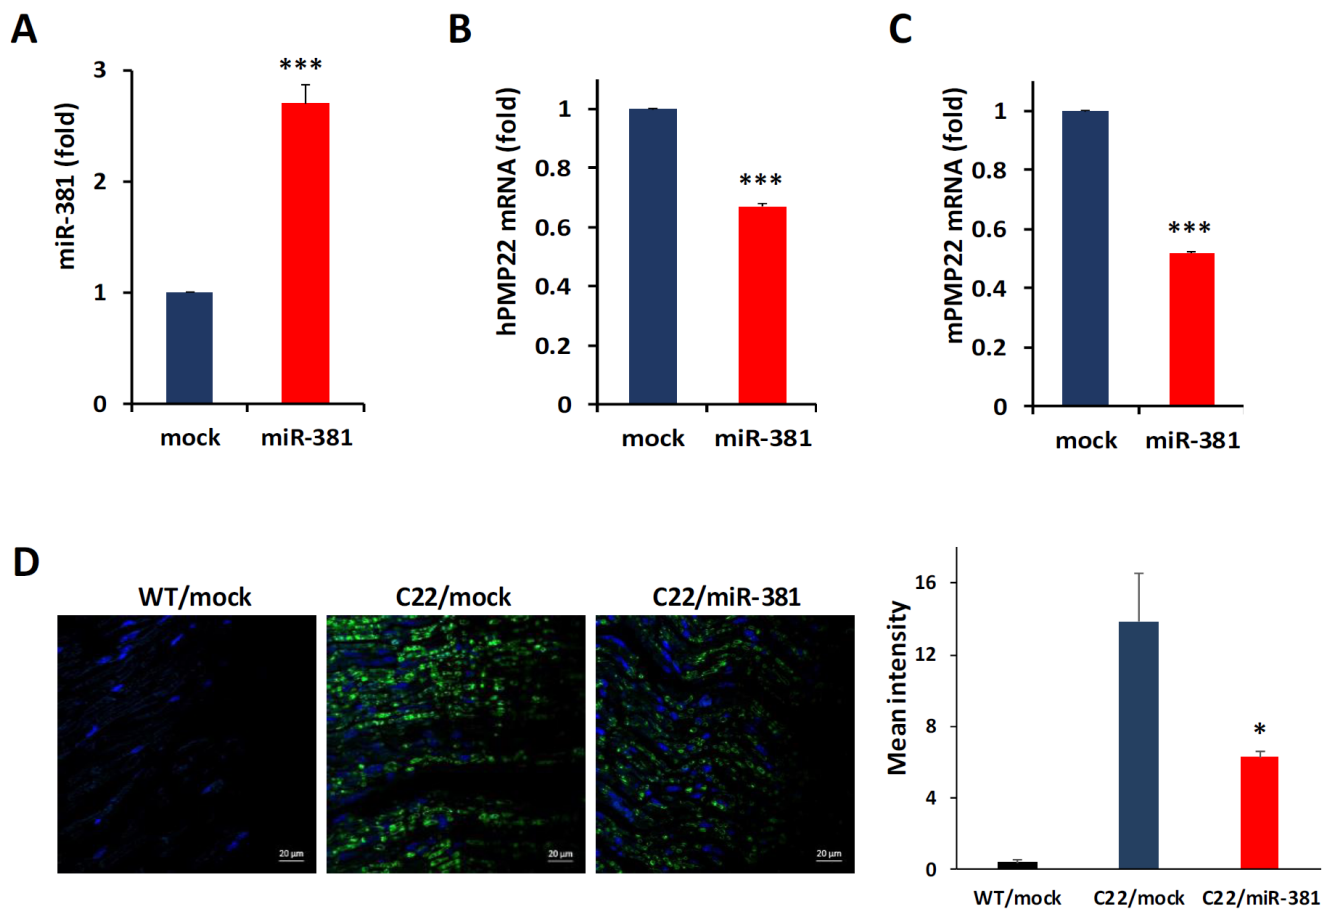 A
miR-381 (fold)
3
2
1
0
***
mock
miR-381
B
hPMP22 mRNA (fold)
1
0.8
0.6
0.4
0.2
0
***
mock
miR-381
C
mPMP22 mRNA (fold)
1
0.8
0.6
0.4
0.2
0
***
mock
miR-381
D
WT/mock
C22/mock
C22/miR-381
20 µm
20 µm
20 µm
Mean intensity
16
12
8
4
0
*
WT/mock
C22/mock
C22/miR-381